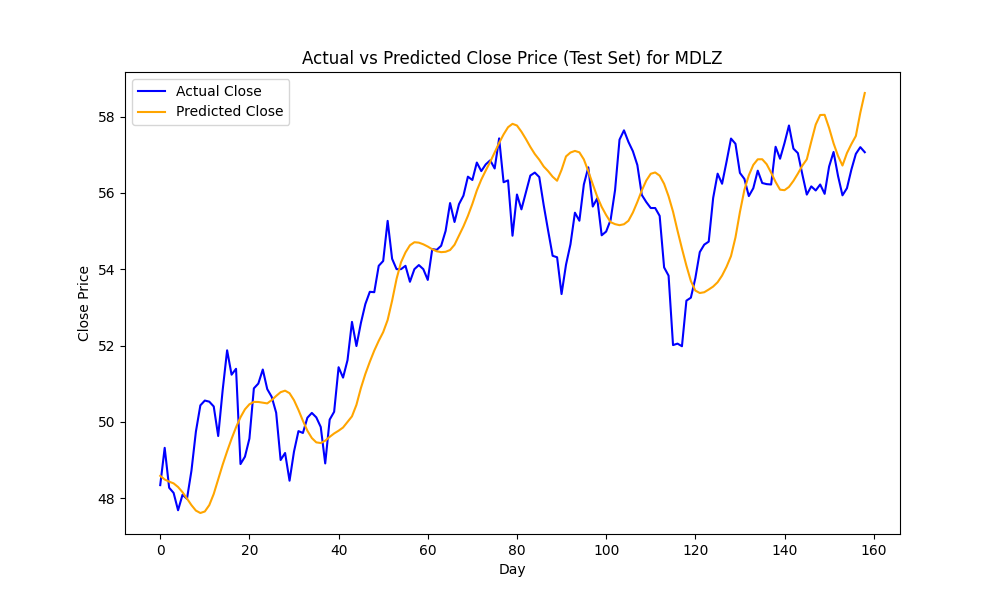 Actual vs Predicted Close Price (Test Set) for MDLZ
Actual Close
Predicted Close
Close Price
58
56
54
52
50
48
0 20 40 60 80 100 120 140 160
Day